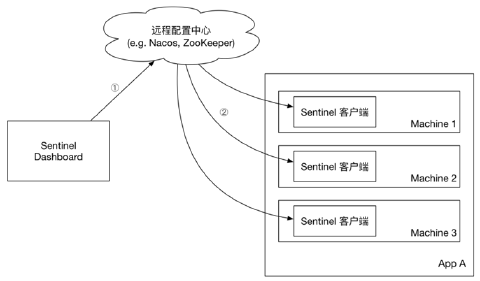 远程配置中心
(e.g. Nacos, ZooKeeper)
①
②
Sentinel
Dashboard
Sentinel 客户端
Machine 1
Sentinel 客户端
Machine 2
Sentinel 客户端
Machine 3
App A